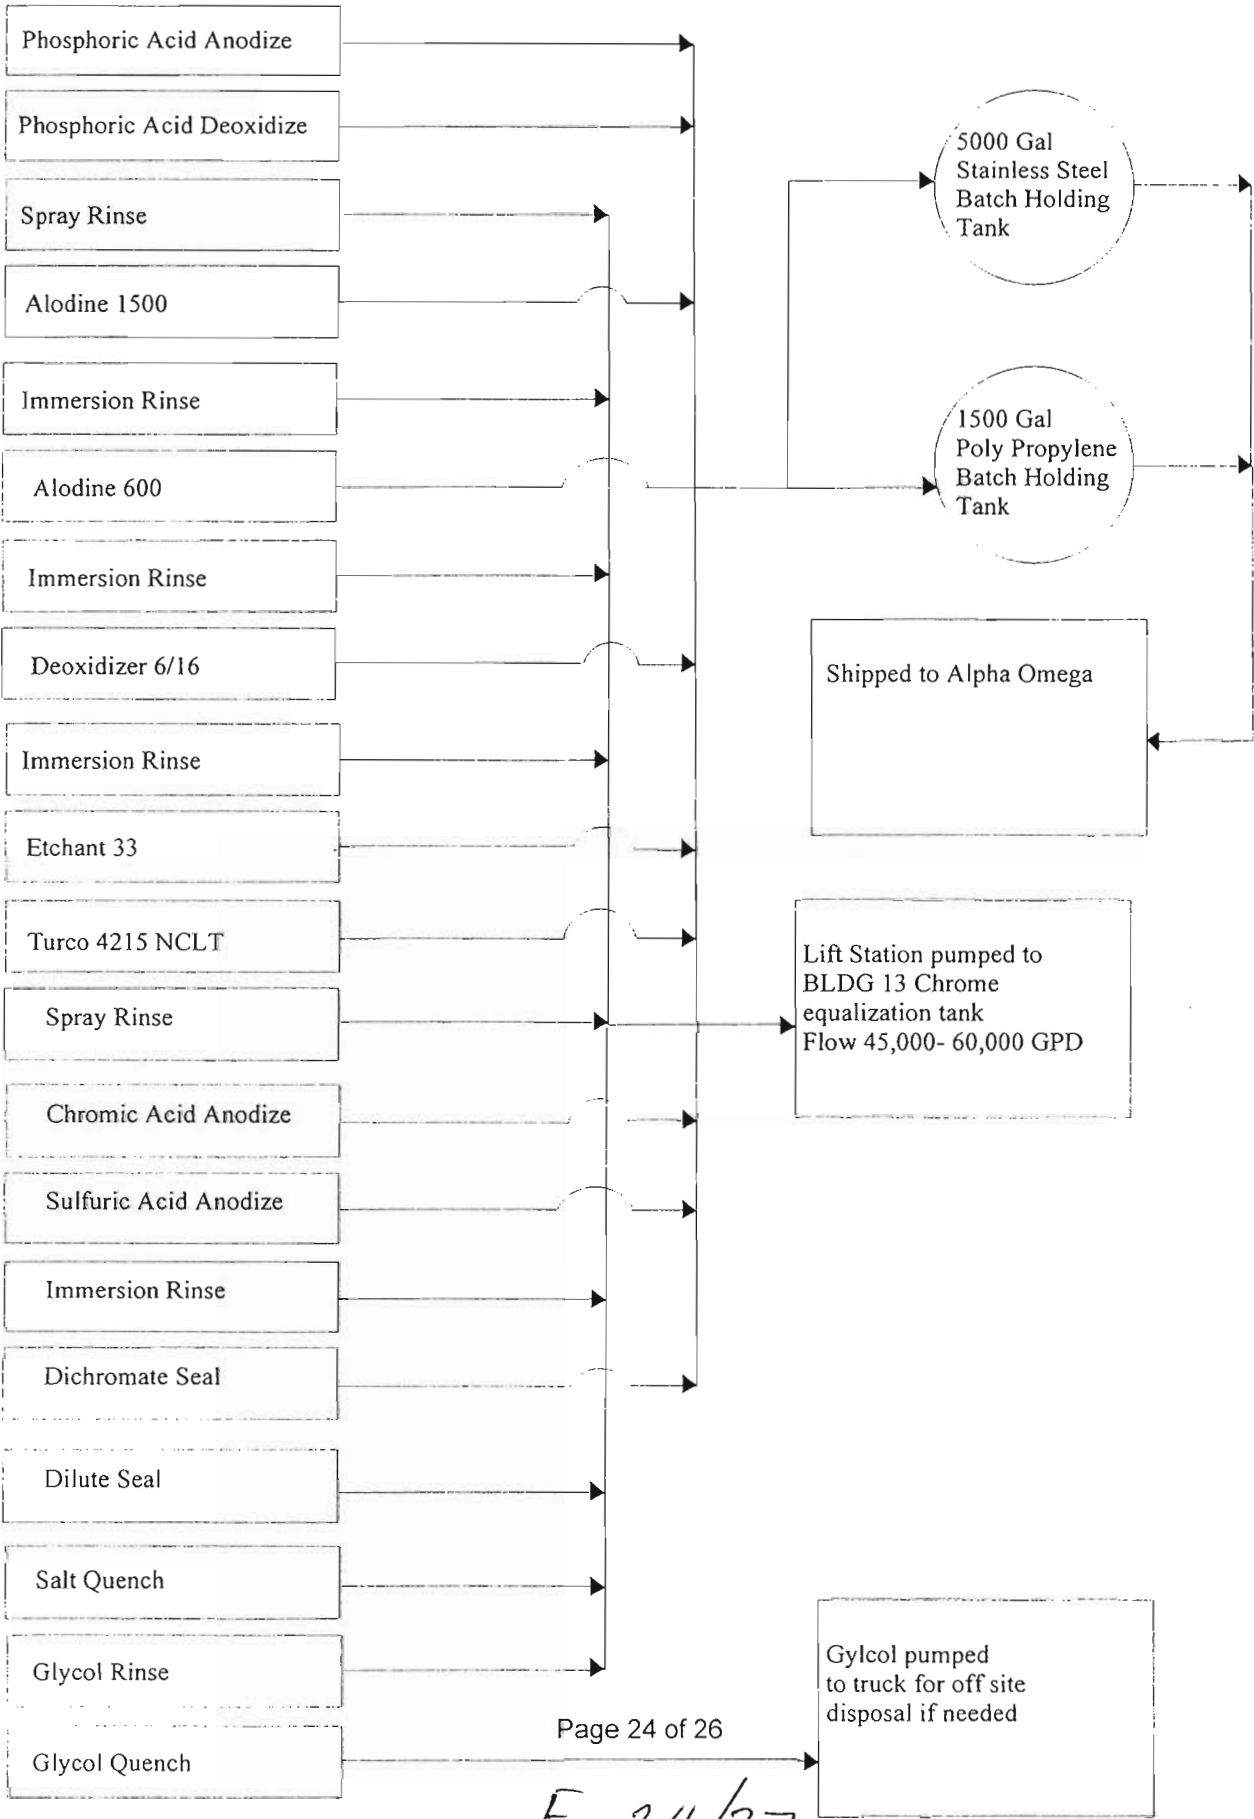 Phosphoric Acid Anodize
Phosphoric Acid Deoxidize
Spray Rinse
Alodine 1500
Immersion Rinse
Alodine 600
Immersion Rinse
Deoxidizer 6/16
Immersion Rinse
Etchant 33
Turco 4215 NCLT
Spray Rinse
Chromic Acid Anodize
Sulfuric Acid Anodize
Immersion Rinse
Dichromate Seal
Dilute Seal
Salt Quench
Glycol Rinse
Glycol Quench
5000 Gal
Stainless Steel
Batch Holding
Tank
1500 Gal
Poly Propylene
Batch Holding
Tank
Shipped to Alpha Omega
Lift Station pumped to
BLDG 13 Chrome
equalization tank
Flow 45,000- 60,000 GPD
Gylcol pumped
to truck for off site
disposal if needed
Page 24 of 26